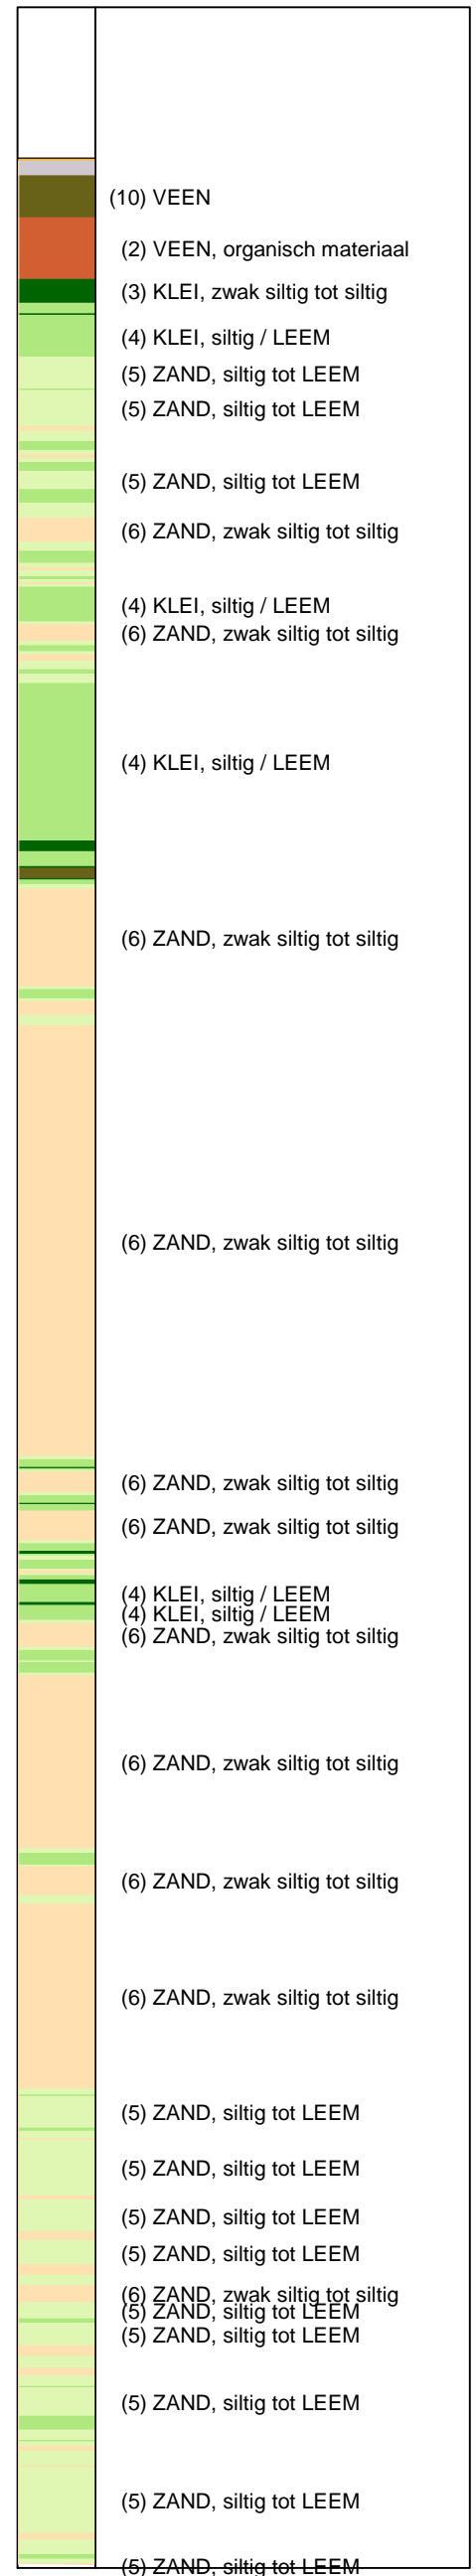 (10) VEEN
(2) VEEN, organisch materiaal
(3) KLEI, zwak siltig tot siltig
(4) KLEI, siltig / LEEM
(5) ZAND, siltig tot LEEM
(5) ZAND, siltig tot LEEM
(5) ZAND, siltig tot LEEM
(6) ZAND, zwak siltig tot siltig
(4) KLEI, siltig / LEEM
(6) ZAND, zwak siltig tot siltig
(4) KLEI, siltig / LEEM
(6) ZAND, zwak siltig tot siltig
(6) ZAND, zwak siltig tot siltig
(6) ZAND, zwak siltig tot siltig
(6) ZAND, zwak siltig tot siltig
(4) KLEI, siltig / LEEM
(4) KLEI, siltig / LEEM
(6) ZAND, zwak siltig tot siltig
(6) ZAND, zwak siltig tot siltig
(6) ZAND, zwak siltig tot siltig
(6) ZAND, zwak siltig tot siltig
(5) ZAND, siltig tot LEEM
(5) ZAND, siltig tot LEEM
(5) ZAND, siltig tot LEEM
(5) ZAND, siltig tot LEEM
(6) ZAND, zwak siltig tot siltig
(5) ZAND, siltig tot LEEM
(5) ZAND, siltig tot LEEM
(5) ZAND, siltig tot LEEM
(5) ZAND, siltig tot LEEM
(5) ZAND, siltig tot LEEM